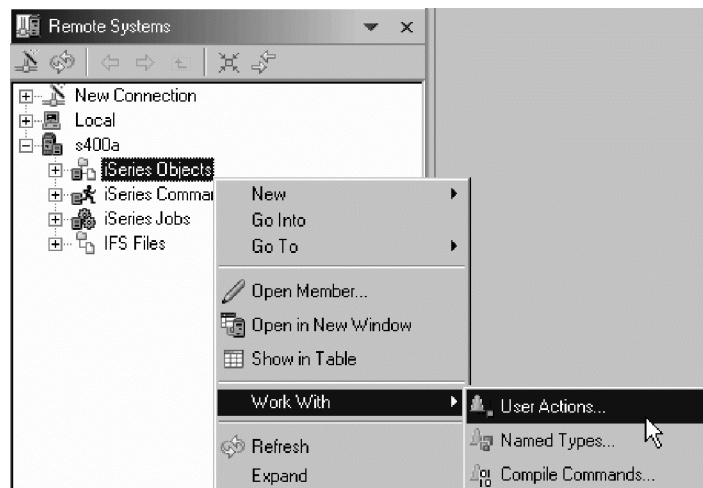 Remote Systems
New Connection
Local
s400a
iSeries Objects
iSeries Comma
iSeries Jobs
IFS Files
New
Go Into
Go To
Open Member...
Open in New Window
Show in Table
Work With
Refresh
Expand
User Actions...
Named Types...
Compile Commands...